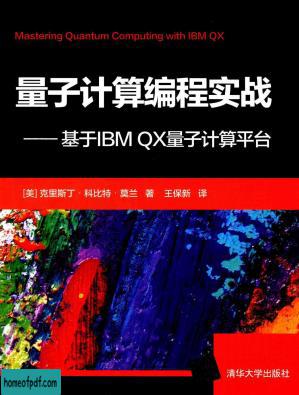 Mastering Quantum Computing with IBM QX
量子计算编程实战
——基于IBM QX量子计算平台
[美] 克里斯丁·科比特·莫兰 著 王保新 译
清华大学出版社
homeofpdf.com